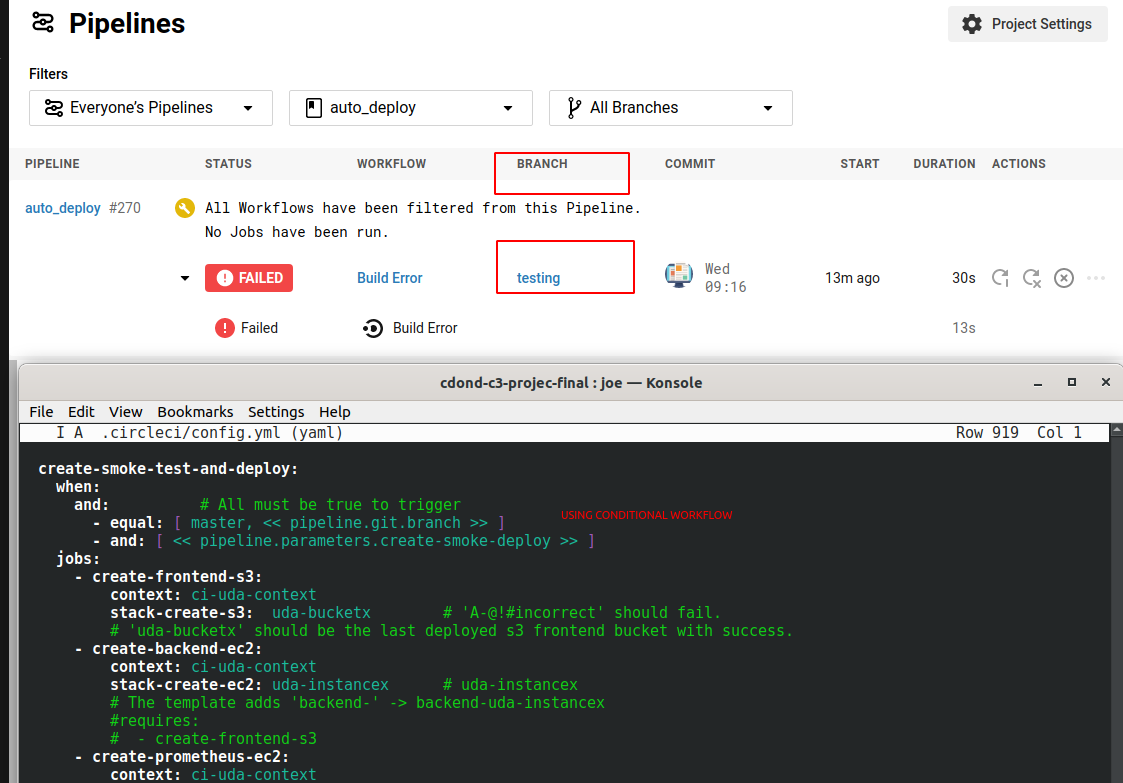 Pipelines
Project Settings
Filters
Everyone's Pipelines
auto_deploy
All Branches
PIPELINE STATUS WORKFLOW BRANCH COMMIT START DURATION ACTIONS
auto_deploy #270 All Workflows have been filtered from this Pipeline.
No Jobs have been run.
FAILED Build Error testing Wed 09:16 13m ago 30s
Failed Build Error 13s
cdond-c3-projec-final : joe — Konsole
File Edit View Bookmarks Settings Help
I A .circleci/config.yml (yaml) Row 919 Col 1
create-smoke-test-and-deploy:
when:
and: # All must be true to trigger
- equal: [ master, << pipeline.git.branch >> ] USING CONDITIONAL WORKFLOW
- and: [ << pipeline.parameters.create-smoke-deploy >> ]
jobs:
- create-frontend-s3:
context: ci-uda-context
stack-create-s3: uda-bucketx # 'A-@!#incorrect' should fail.
# 'uda-bucketx' should be the last deployed s3 frontend bucket with success.
- create-backend-ec2:
context: ci-uda-context
stack-create-ec2: uda-instancex # uda-instancex
# The template adds 'backend-' -> backend-uda-instancex
#requires:
# - create-frontend-s3
- create-prometheus-ec2:
context: ci-uda-context